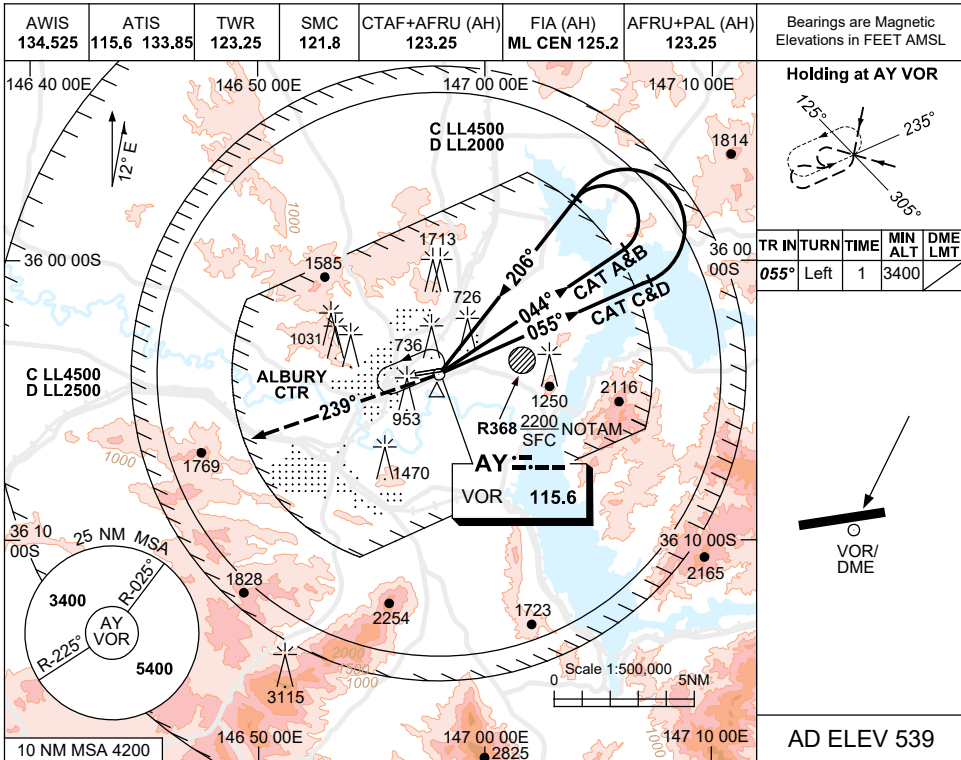 AWIS
134.525
ATIS
115.6 133.85
TWR
123.25
SMC
121.8
CTAF+AFRU (AH)
123.25
FIA (AH)
ML CEN 125.2
AFRU+PAL (AH)
123.25
Bearings are Magnetic
Elevations in FEET AMSL
146 40 00E
146 50 00E
147 00 00E
147 10 00E
12° E
1000
C LL4500
D LL2000
1814
36 00 00S
36 00
00S
1713
1585
726
1031
736
206°
044°
CAT A&B
055°
CAT C&D
C LL4500
D LL2500
ALBURY
CTR
239°
953
1250
2116
R368 2200
SFC NOTAM
AY
VOR 115.6
1000
1769
1470
36 10
00S
36 10 00S
25 NM MSA
R-025°
3400
AY
VOR
R-225°
5400
1828
2254
1723
2165
2000
1500
1000
3115
Scale 1:500,000
0 5NM
1000
10 NM MSA 4200
146 50 00E
147 00 00E
2825
147 10 00E
Holding at AY VOR
125°
235°
305°
TR IN
TURN
TIME
MIN
ALT
DME
LMT
055°
Left
1
3400
VOR/
DME
AD ELEV 539